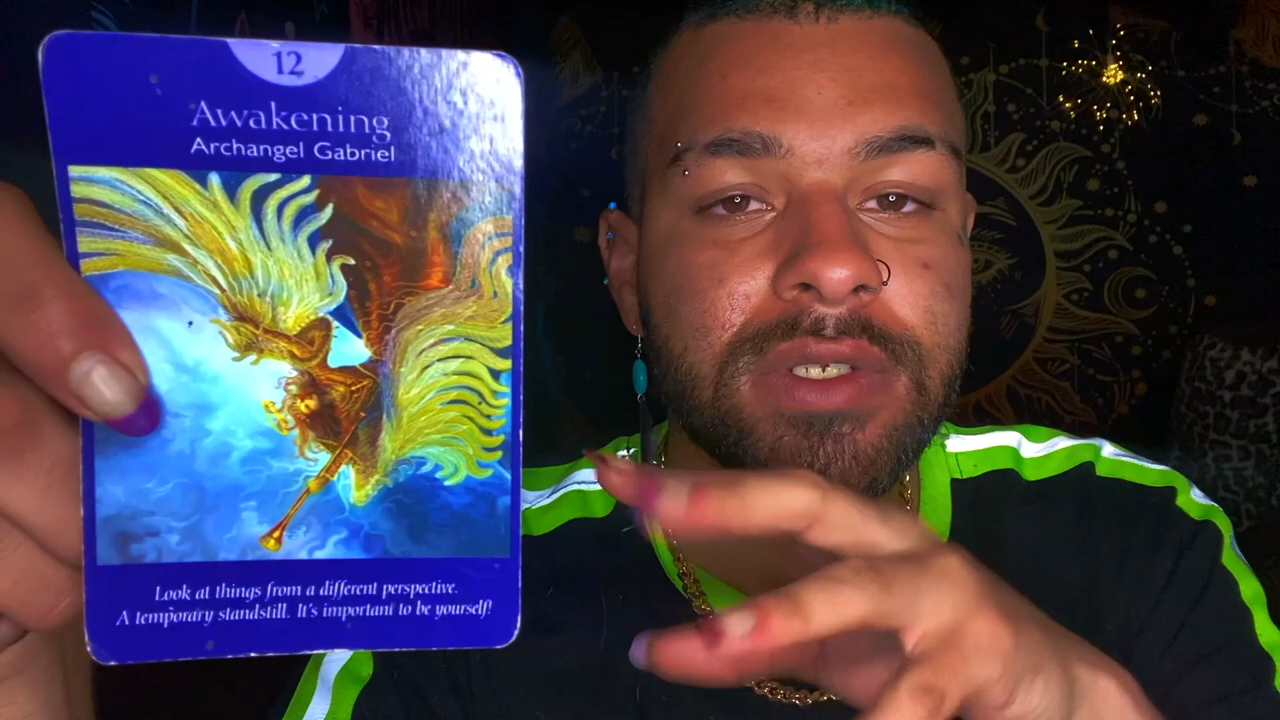 12
Awakening
Archangel Gabriel
Look at things from a different perspective.
A temporary standstill. It's important to be yourself!